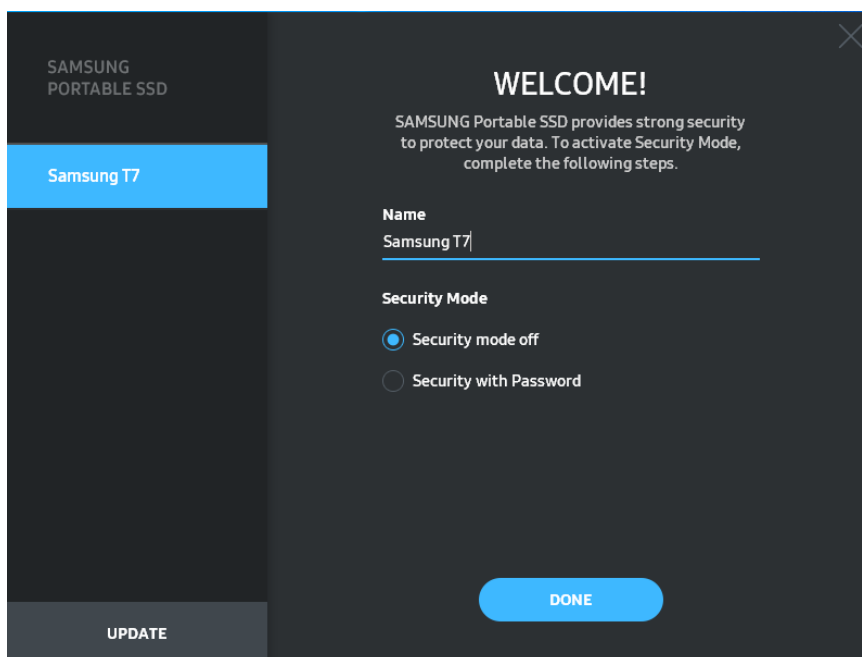 SAMSUNG
PORTABLE SSD
Samsung T7
UPDATE
WELCOME!
SAMSUNG Portable SSD provides strong security
to protect your data. To activate Security Mode,
complete the following steps.
Name
Samsung T7
Security Mode
Security mode off
Security with Password
DONE